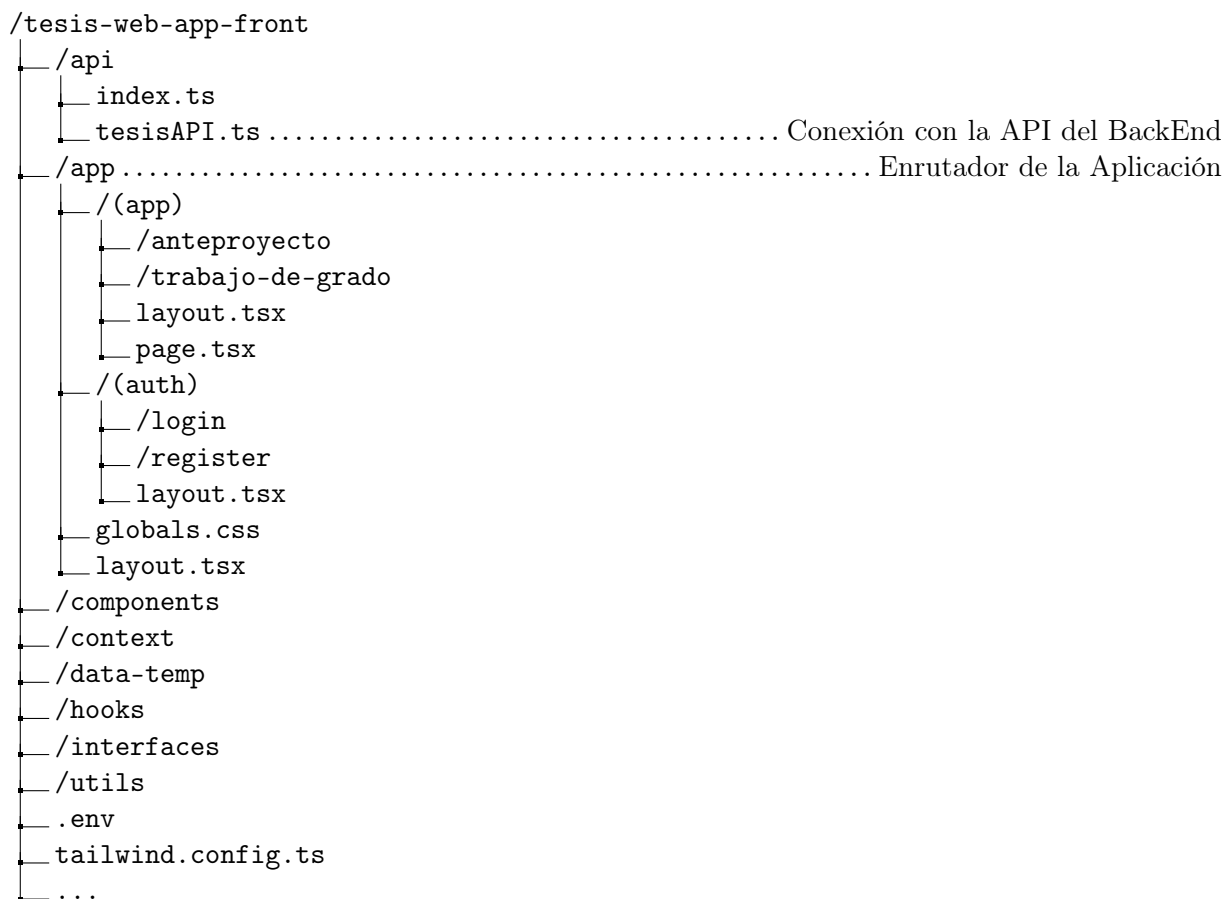 /tesis-web-app-front
/api
index.ts
tesisAPI.ts ....................................... Conexión con la API del BackEnd
/app ......................................................... Enrutador de la Aplicación
/(app)
/anteproyecto
/trabajo-de-grado
layout.tsx
page.tsx
/(auth)
/login
/register
layout.tsx
globals.css
layout.tsx
/components
/context
/data-temp
/hooks
/interfaces
/utils
.env
tailwind.config.ts
...